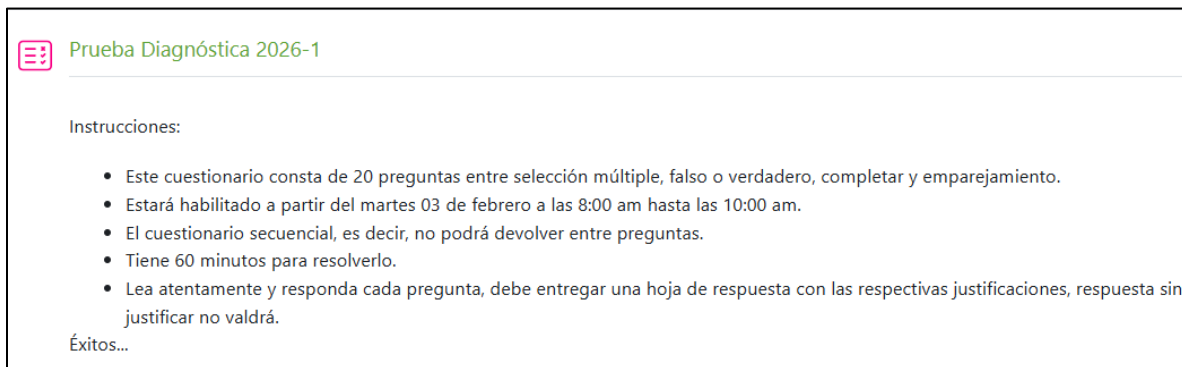 Prueba Diagnóstica 2026-1
Instrucciones:
• Este cuestionario consta de 20 preguntas entre selección múltiple, falso o verdadero, completar y emparejamiento.
• Estará habilitado a partir del martes 03 de febrero a las 8:00 am hasta las 10:00 am.
• El cuestionario secuencial, es decir, no podrá devolver entre preguntas.
• Tiene 60 minutos para resolverlo.
• Lea atentamente y responda cada pregunta, debe entregar una hoja de respuesta con las respectivas justificaciones, respuesta sin
justificar no valdrá.
Éxitos...